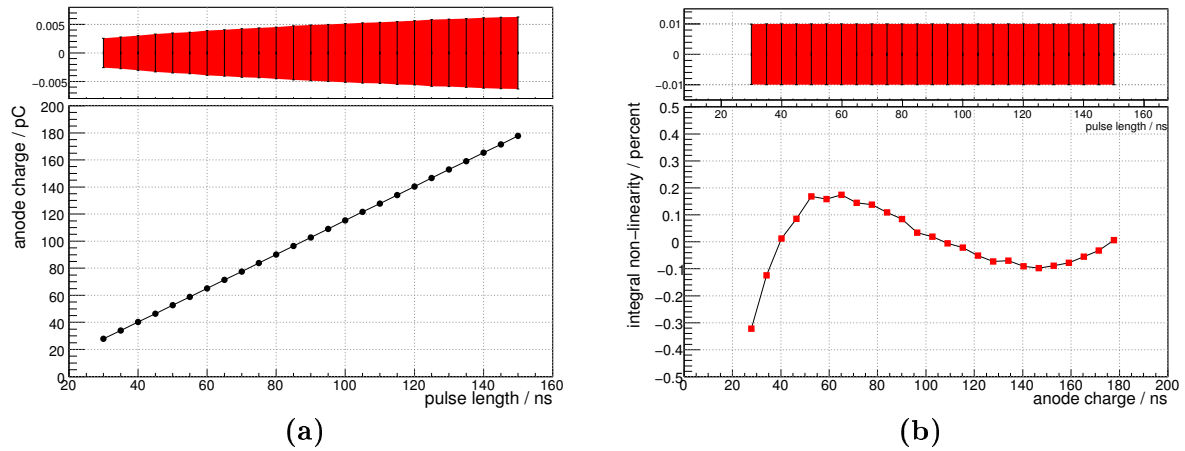 0.005
0
−0.005
200
180
160
140
120
100
80
60
40
20
0
anode charge / pC
20 40 60 80 100 120 140 160
pulse length / ns
(a)
0.01
0
−0.01
20 40 60 80 100 120 140 160
pulse length / ns
0.5
0.4
0.3
0.2
0.1
0
−0.1
−0.2
−0.3
−0.4
−0.5
integral non−linearity / percent
0 20 40 60 80 100 120 140 160 180 200
anode charge / ns
(b)